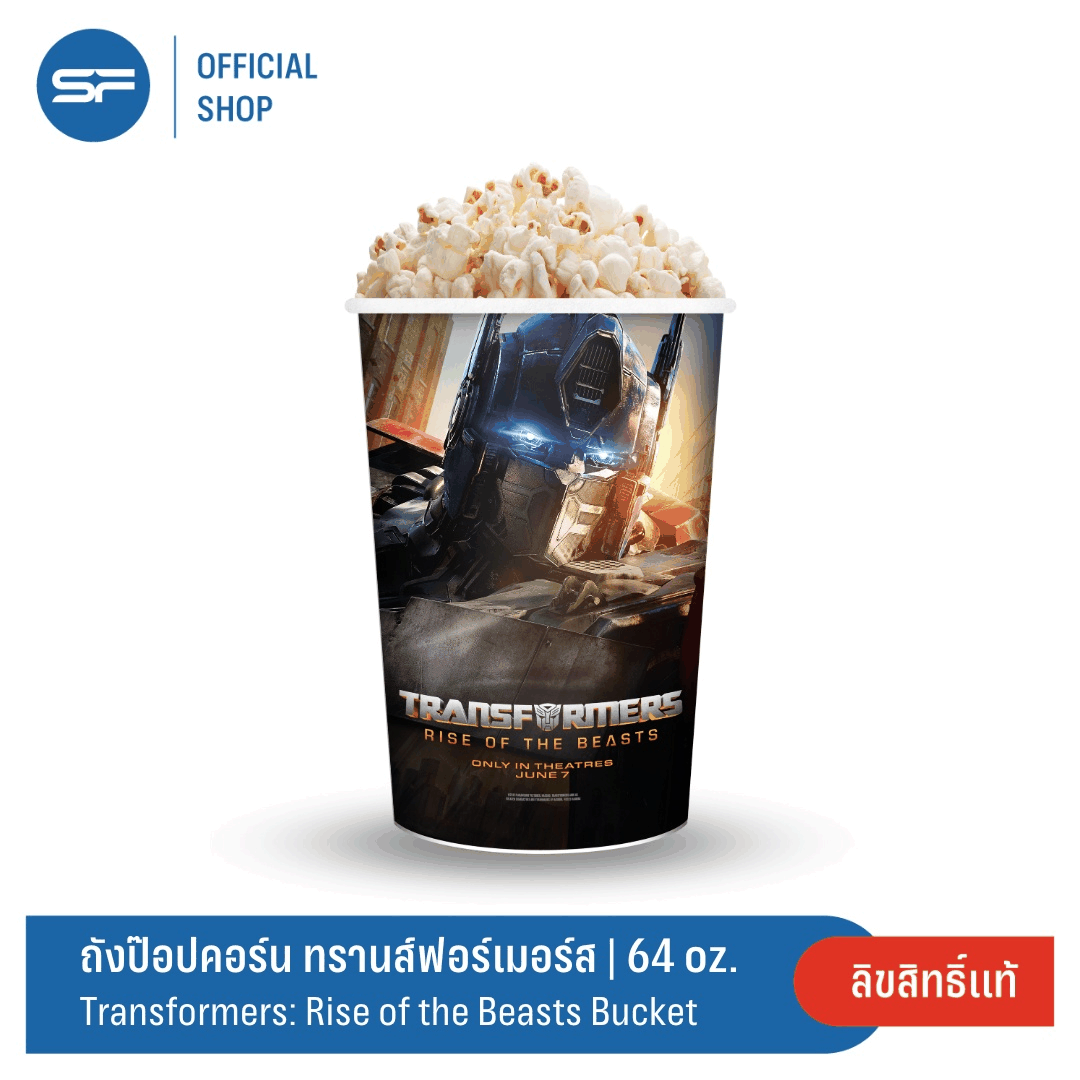 SF
OFFICIAL
SHOP
TRANSFORMERS
RISE OF THE BEASTS
ONLY IN THEATRES
JUNE 7
ถังป๊อปคอร์น ทรานส์ฟอร์เมอร์ส | 64 oz.
Transformers: Rise of the Beasts Bucket
ลิขสิทธิ์แท้